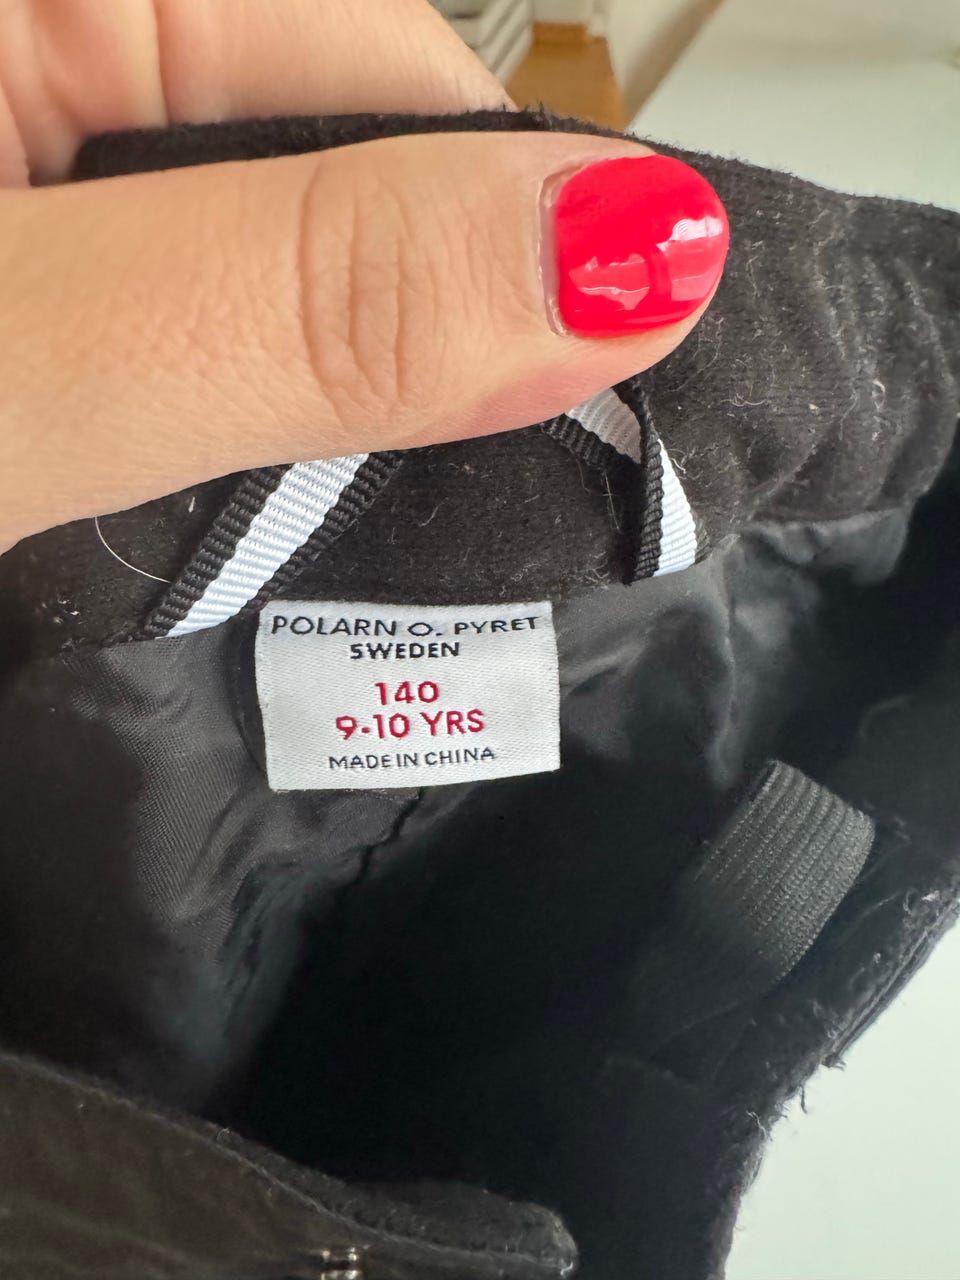 POLARN O. PYRET
SWEDEN
140
9-10 YRS
MADE IN CHINA